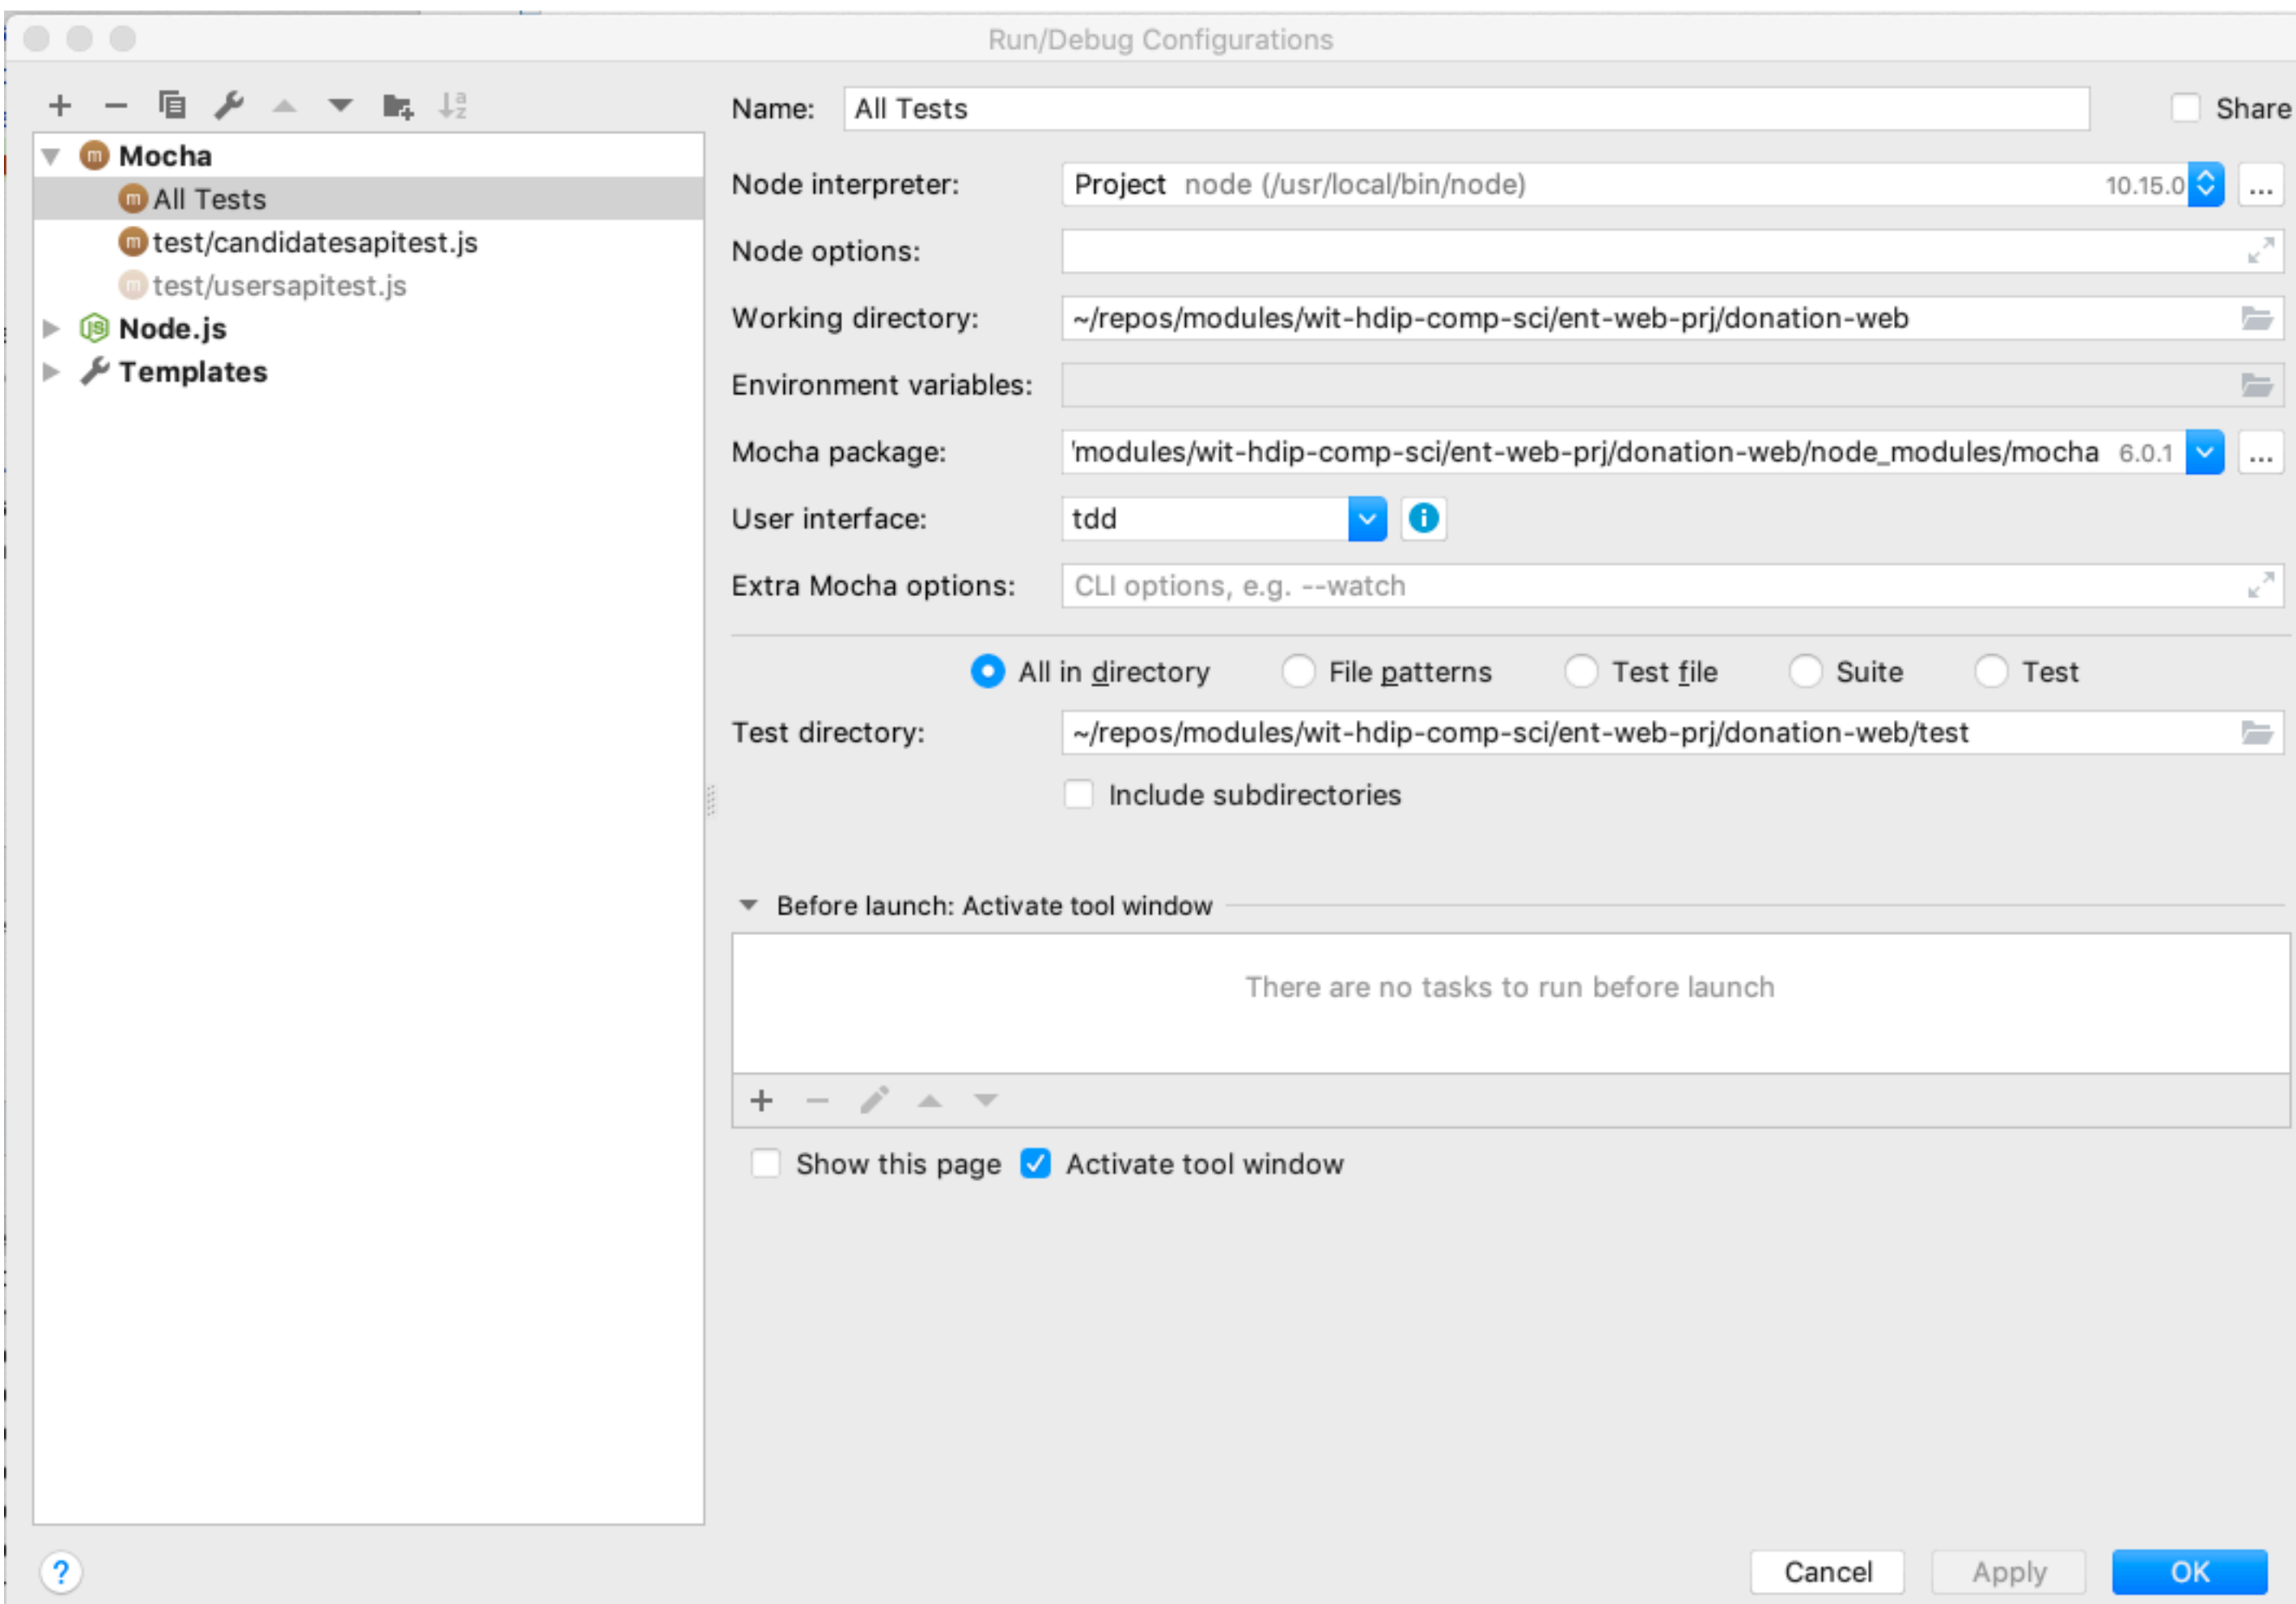 Run/Debug Configurations
Mocha
All Tests
test/candidatesapitest.js
test/usersapitest.js
Node.js
Templates
Name: All Tests Share
Node interpreter: Project node (/usr/local/bin/node) 10.15.0 ...
Node options:
Working directory: ~/repos/modules/wit-hdip-comp-sci/ent-web-prj/donation-web
Environment variables:
Mocha package: 'modules/wit-hdip-comp-sci/ent-web-prj/donation-web/node_modules/mocha 6.0.1 ...
User interface: tdd
Extra Mocha options: CLI options, e.g. --watch
All in directory File patterns Test file Suite Test
Test directory: ~/repos/modules/wit-hdip-comp-sci/ent-web-prj/donation-web/test
Include subdirectories
Before launch: Activate tool window
There are no tasks to run before launch
Show this page Activate tool window
? Cancel Apply OK